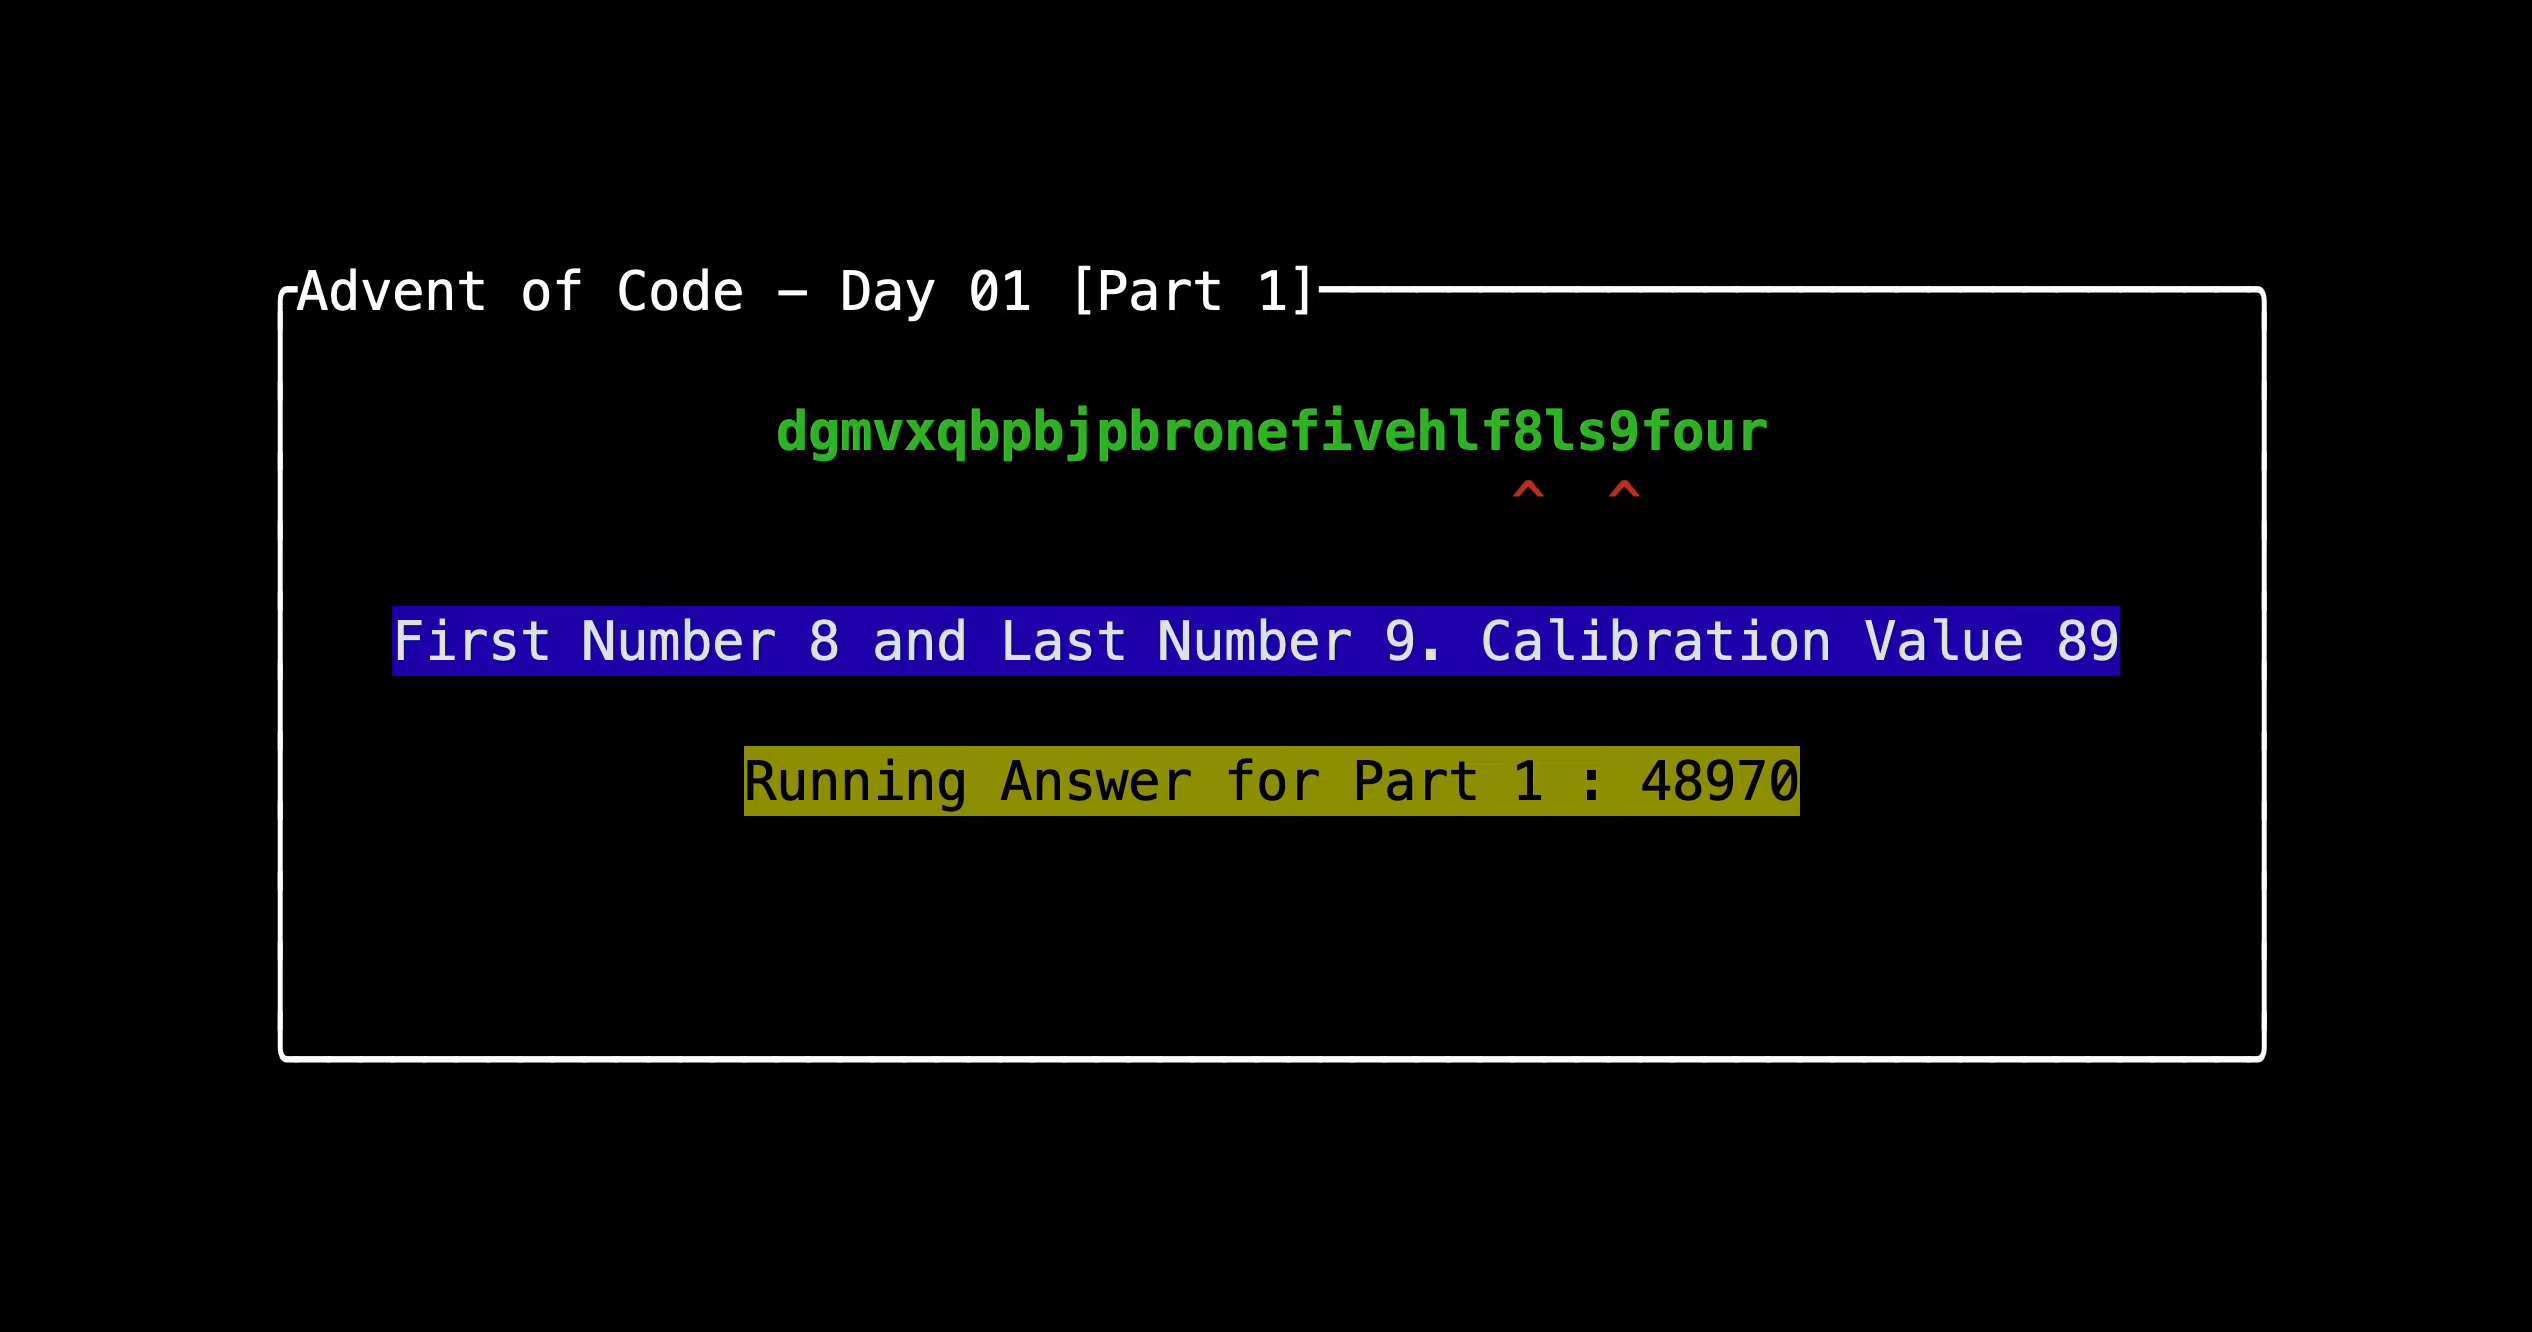 Advent of Code - Day 01 [Part 1]
dgmvxqbpbjpbronefivehlf8ls9four
^  ^
First Number 8 and Last Number 9. Calibration Value 89
Running Answer for Part 1 : 48970